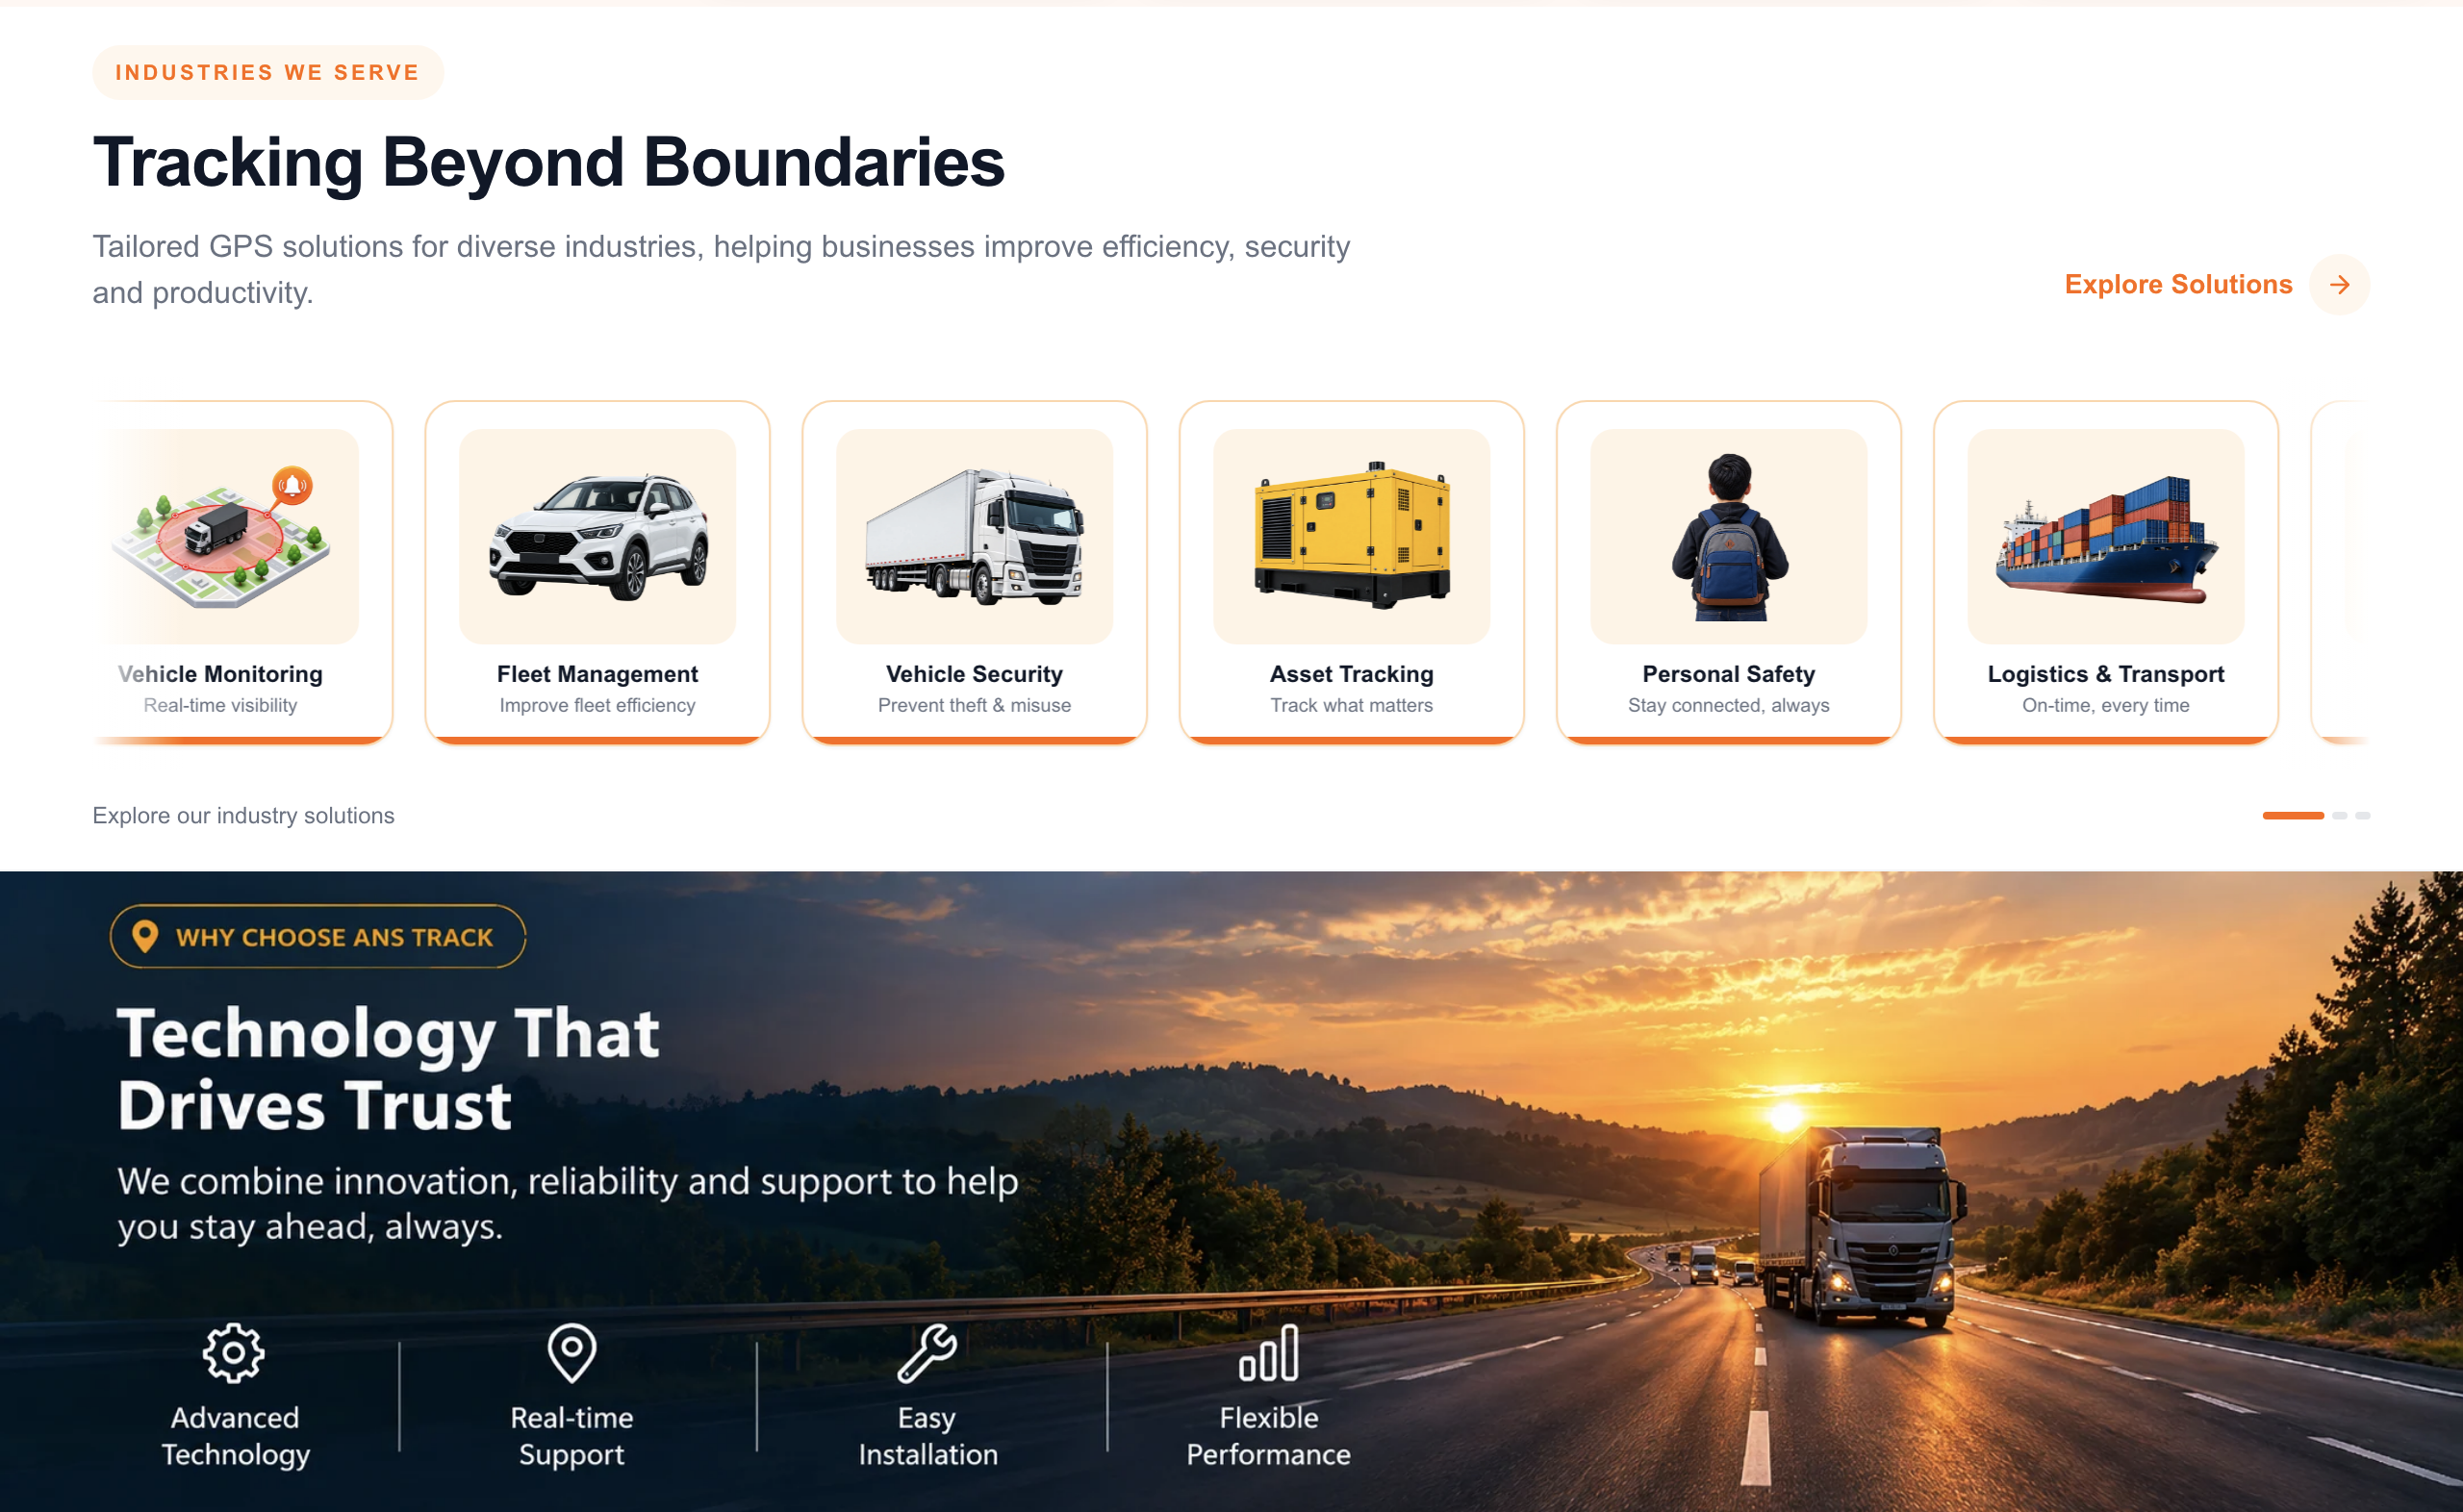 INDUSTRIES WE SERVE
Tracking Beyond Boundaries
Tailored GPS solutions for diverse industries, helping businesses improve efficiency, security
and productivity.
Explore Solutions
Vehicle Monitoring
Real-time visibility
Fleet Management
Improve fleet efficiency
Vehicle Security
Prevent theft & misuse
Asset Tracking
Track what matters
Personal Safety
Stay connected, always
Logistics & Transport
On-time, every time
Explore our industry solutions
WHY CHOOSE ANS TRACK
Technology That
Drives Trust
We combine innovation, reliability and support to help
you stay ahead, always.
Advanced
Technology
Real-time
Support
Easy
Installation
Flexible
Performance